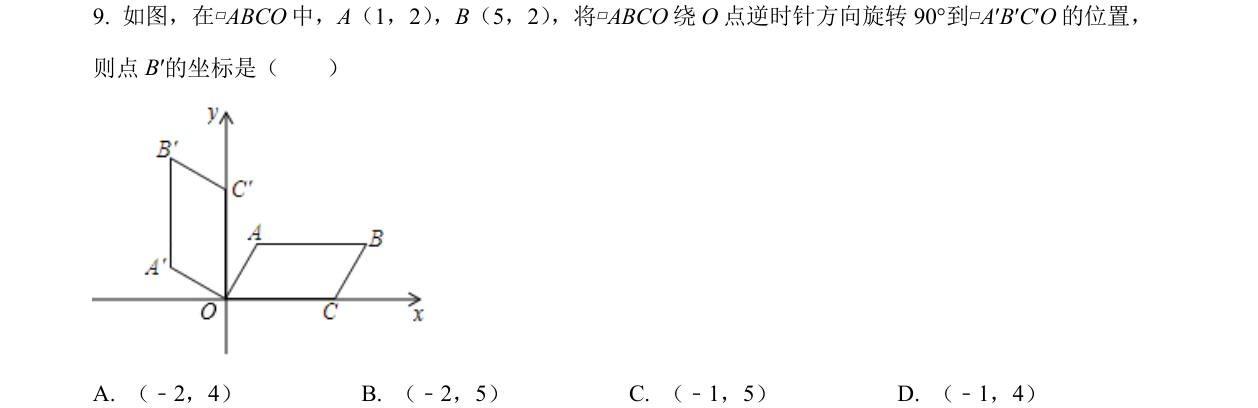 9. 如图，在▱ABCO中，A（1，2），B（5，2），将▱ABCO绕O点逆时针方向旋转90°到▱A′B′C′O的位置，
则点B′的坐标是（　　）
y
B′
C′
A
B
A′
O
C
x
A. （﹣2，4） B. （﹣2，5） C. （﹣1，5） D. （﹣1，4）